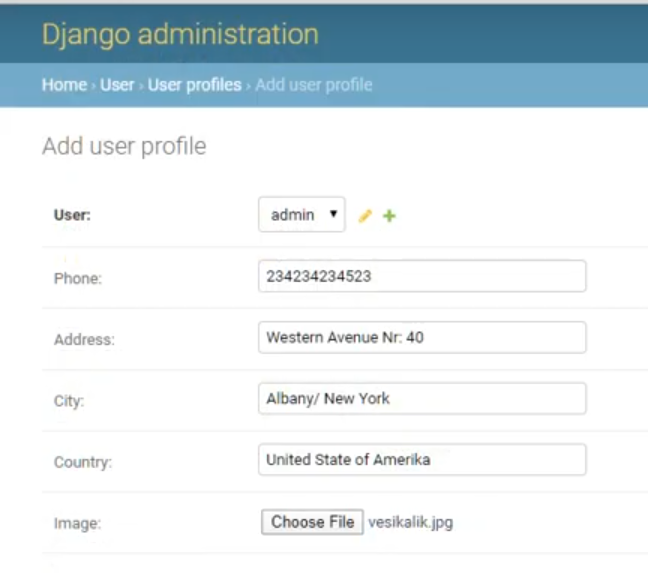 Django administration
Home › User › User profiles › Add user profile
Add user profile
User: admin
Phone: 234234234523
Address: Western Avenue Nr: 40
City: Albany/ New York
Country: United State of Amerika
Image: Choose File vesikalik.jpg